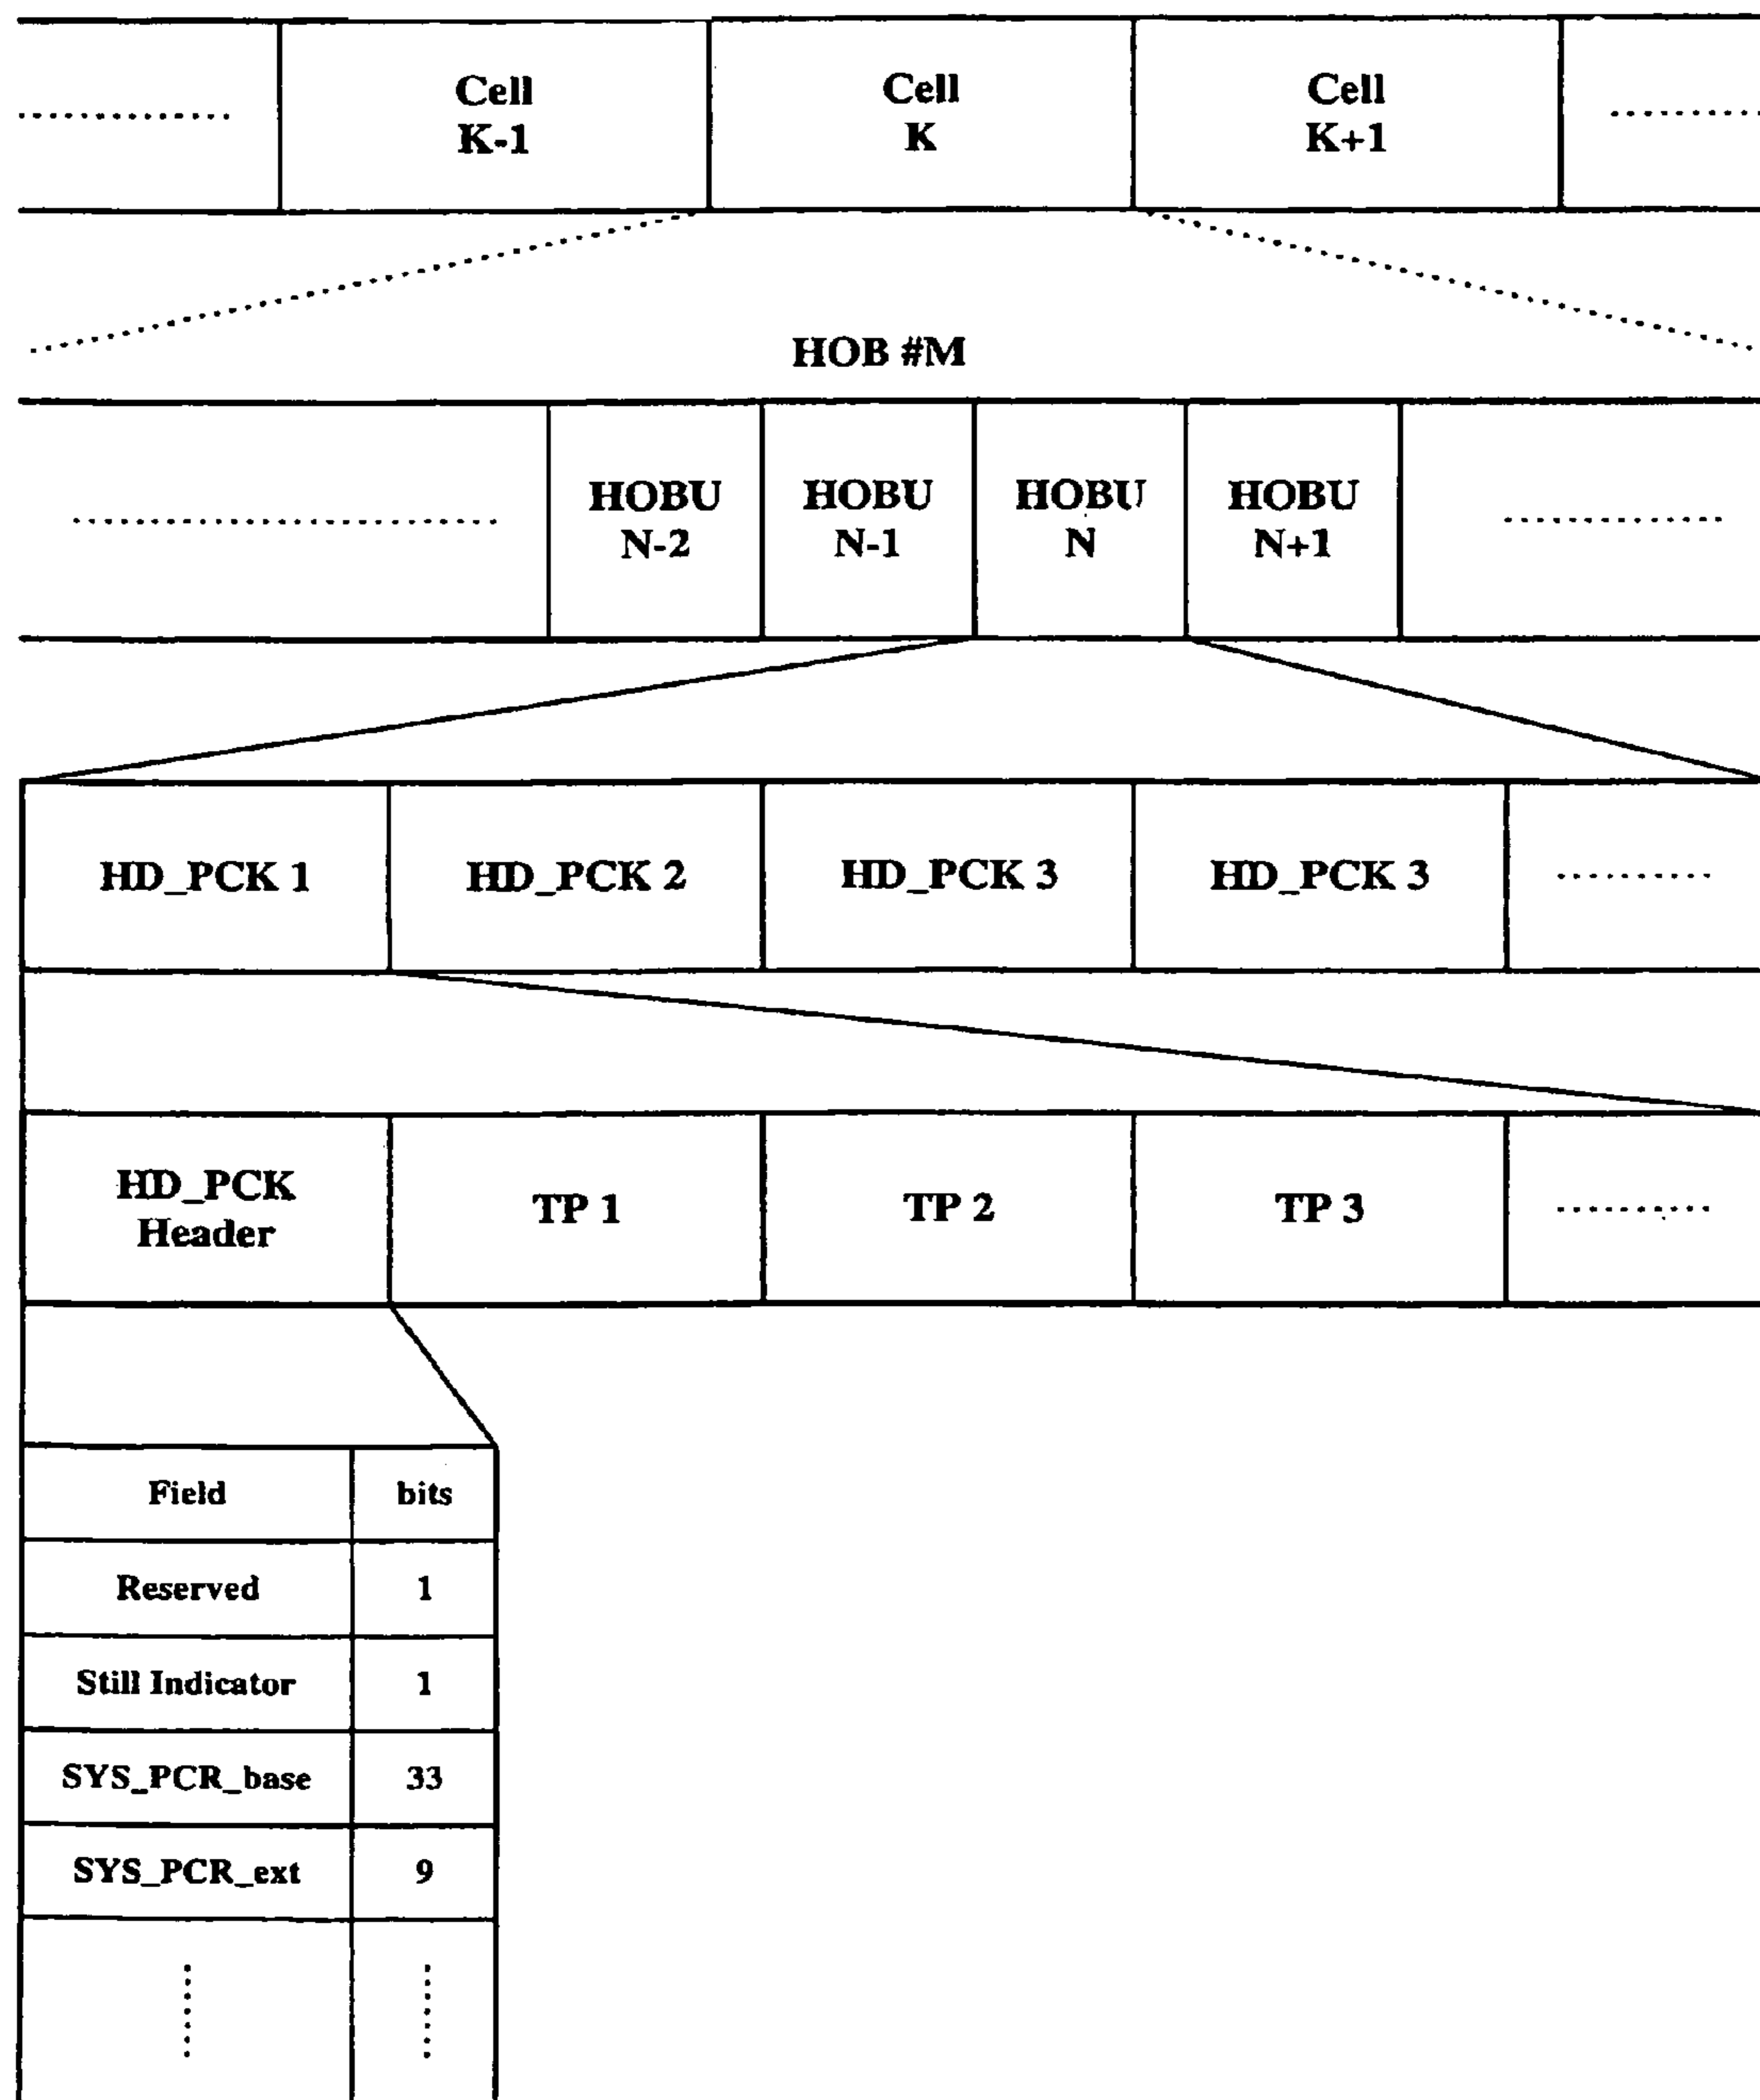 Cell
K-1
Cell
K
Cell
K+1
HOB #M
HOBU
N-2
HOBU
N-1
HOBU
N
HOBU
N+1
HD_PCK 1
HD_PCK 2
HD_PCK 3
HD_PCK 3
HD_PCK
Header
TP 1
TP 2
TP 3
Field
bits
Reserved
1
Still Indicator
1
SYS_PCR_base
33
SYS_PCR_ext
9